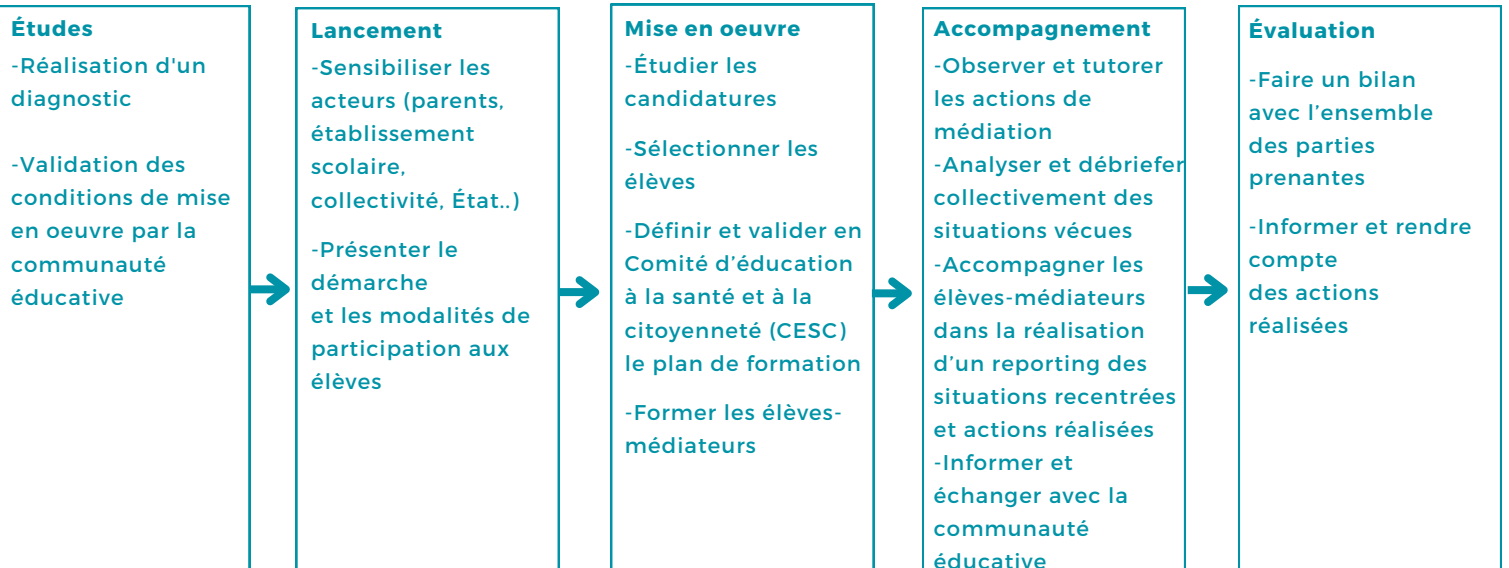 Études
-Réalisation d'un
diagnostic
-Validation des
conditions de mise
en oeuvre par la
communauté
éducative
Lancement
-Sensibiliser les
acteurs (parents,
établissement
scolaire,
collectivité, État..)
-Présenter le
démarche
et les modalités de
participation aux
élèves
Mise en oeuvre
-Étudier les
candidatures
-Sélectionner les
élèves
-Définir et valider en
Comité d’éducation
à la santé et à la
citoyenneté (CESC)
le plan de formation
-Former les élèves-
médiateurs
Accompagnement
-Observer et tutorer
les actions de
médiation
-Analyser et débriefer
collectivement des
situations vécues
-Accompagner les
élèves-médiateurs
dans la réalisation
d’un reporting des
situations recentrées
et actions réalisées
-Informer et
échanger avec la
communauté
éducative
Évaluation
-Faire un bilan
avec l’ensemble
des parties
prenantes
-Informer et rendre
compte
des actions
réalisées